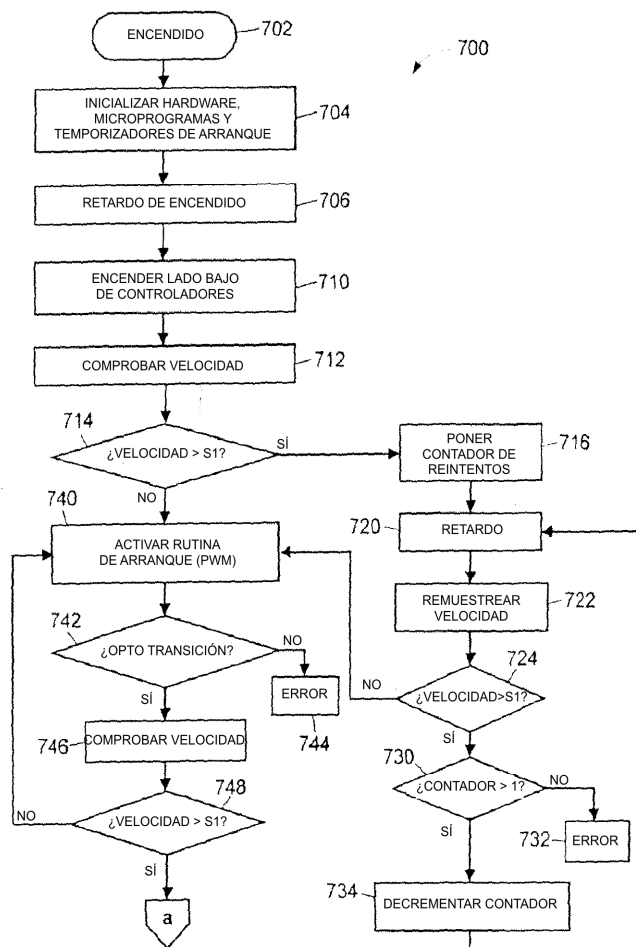 ENCENDIDO
702
700
INICIALIZAR HARDWARE,
MICROPROGRAMAS Y
TEMPORIZADORES DE ARRANQUE
704
RETARDO DE ENCENDIDO
706
ENCENDER LADO BAJO
DE CONTROLADORES
710
COMPROBAR VELOCIDAD
712
714
¿VELOCIDAD > S1?
SÍ
NO
PONER
CONTADOR DE
REINTENTOS
716
740
ACTIVAR RUTINA
DE ARRANQUE (PWM)
720
RETARDO
REMUESTREAR
VELOCIDAD
722
742
¿OPTO TRANSICIÓN?
NO
SÍ
ERROR
744
724
¿VELOCIDAD>S1?
NO
SÍ
746
COMPROBAR VELOCIDAD
730
¿CONTADOR > 1?
NO
SÍ
732
ERROR
748
¿VELOCIDAD > S1?
NO
SÍ
734
DECREMENTAR CONTADOR
a